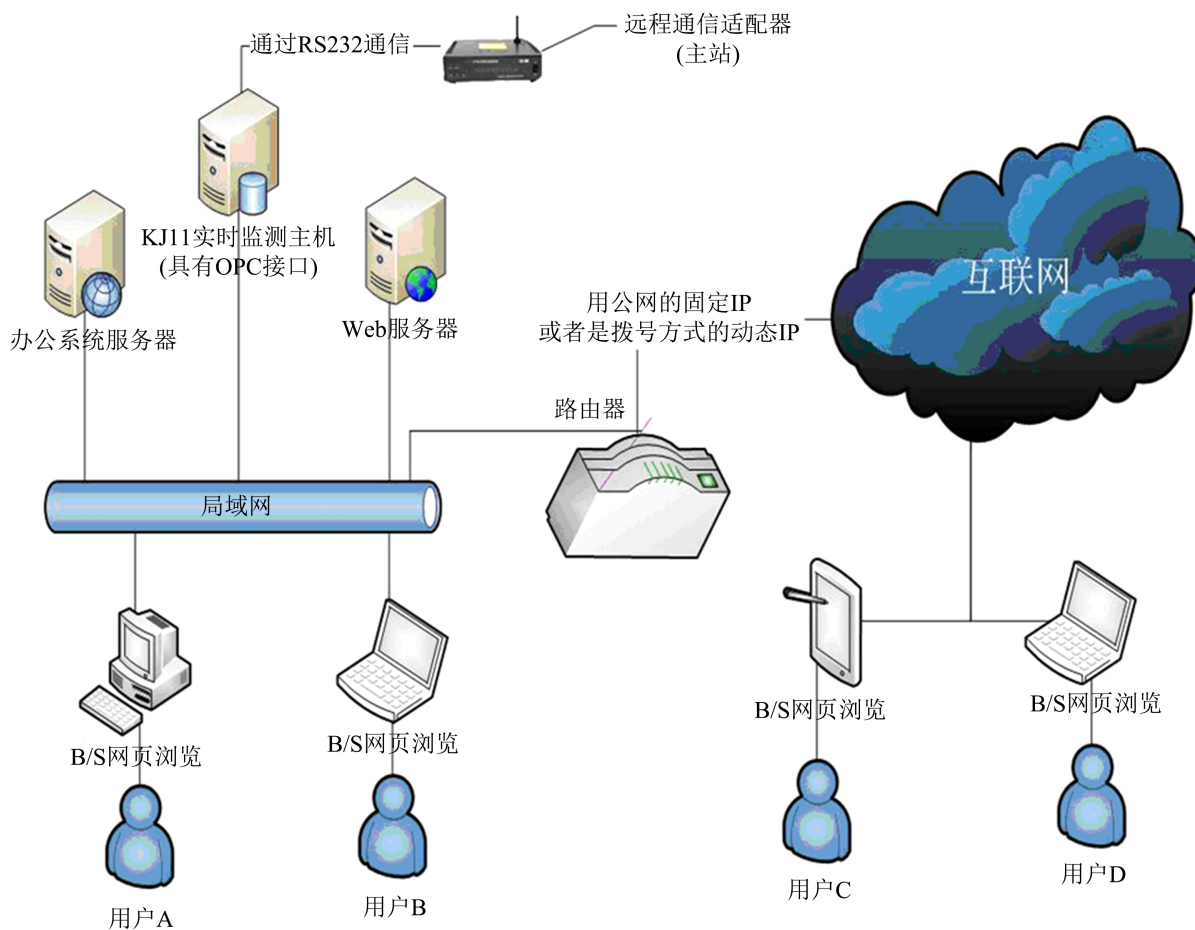 通过RS232通信
远程通信适配器
(主站)
KJ11实时监测主机
(具有OPC接口)
办公系统服务器
Web服务器
用公网的固定IP
或者是拨号方式的动态IP
互联网
路由器
局域网
B/S网页浏览
B/S网页浏览
B/S网页浏览
B/S网页浏览
用户A
用户B
用户C
用户D